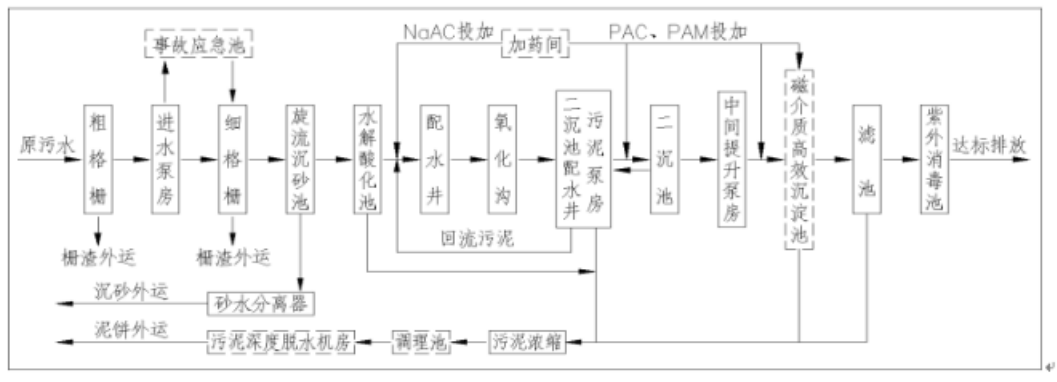 NaAC投加
加药间
PAC、PAM投加
事故应急池
原污水
粗格栅
进水泵房
细格栅
旋流沉砂池
水解酸化池
配水井
氧化沟
二沉池配水井
污泥泵房
二沉池
中间提升泵房
磁介质高效沉淀池
滤池
紫外消毒池
达标排放
栅渣外运
栅渣外运
回流污泥
沉砂外运
砂水分离器
泥饼外运
污泥深度脱水机房
调理池
污泥浓缩